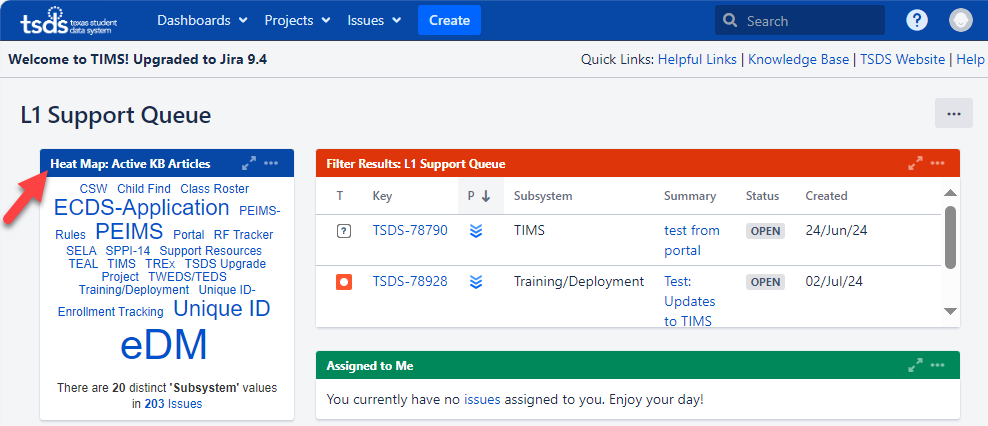 tsds texas student data system
Dashboards Projects Issues Create Search
Welcome to TIMS! Upgraded to Jira 9.4
Quick Links: Helpful Links | Knowledge Base | TSDS Website | Help
L1 Support Queue
Heat Map: Active KB Articles
CSW Child Find Class Roster
ECDS-Application PEIMS-
Rules PEIMS Portal RF Tracker
SELA SPPI-14 Support Resources
TEAL TIMS TREx TSDS Upgrade
Project TWEDS/TEDS
Training/Deployment Unique ID-
Enrollment Tracking Unique ID
eDM
There are 20 distinct 'Subsystem' values
in 203 Issues
Filter Results: L1 Support Queue
T Key P Subsystem Summary Status Created
TSDS-78790 TIMS test from portal OPEN 24/Jun/24
TSDS-78928 Training/Deployment Test: Updates to TIMS OPEN 02/Jul/24
Assigned to Me
You currently have no issues assigned to you. Enjoy your day!